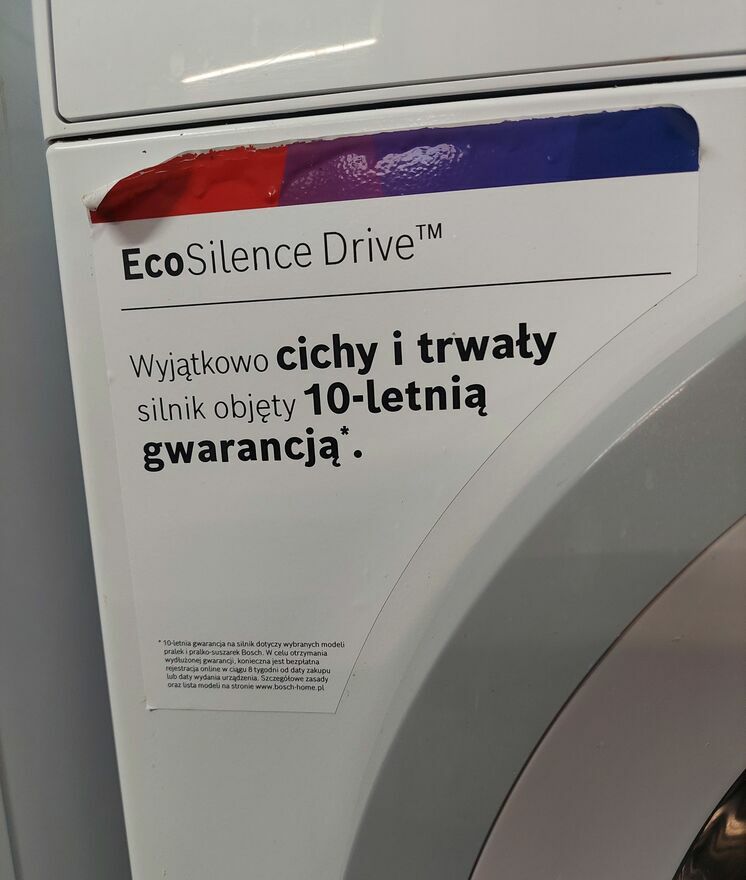 EcoSilence Drive™
Wyjątkowo cichy i trwały
silnik objęty 10-letnią
gwarancją*.
* 10-letnia gwarancja na silnik dotyczy wybranych modeli
pralek i pralko-suszarek Bosch. W celu otrzymania
wydłużonej gwarancji, konieczna jest bezpłatna
rejestracja online w ciągu 8 tygodni od daty zakupu
lub daty wydania urządzenia. Szczegółowe zasady
oraz lista modeli na stronie www.bosch-home.pl